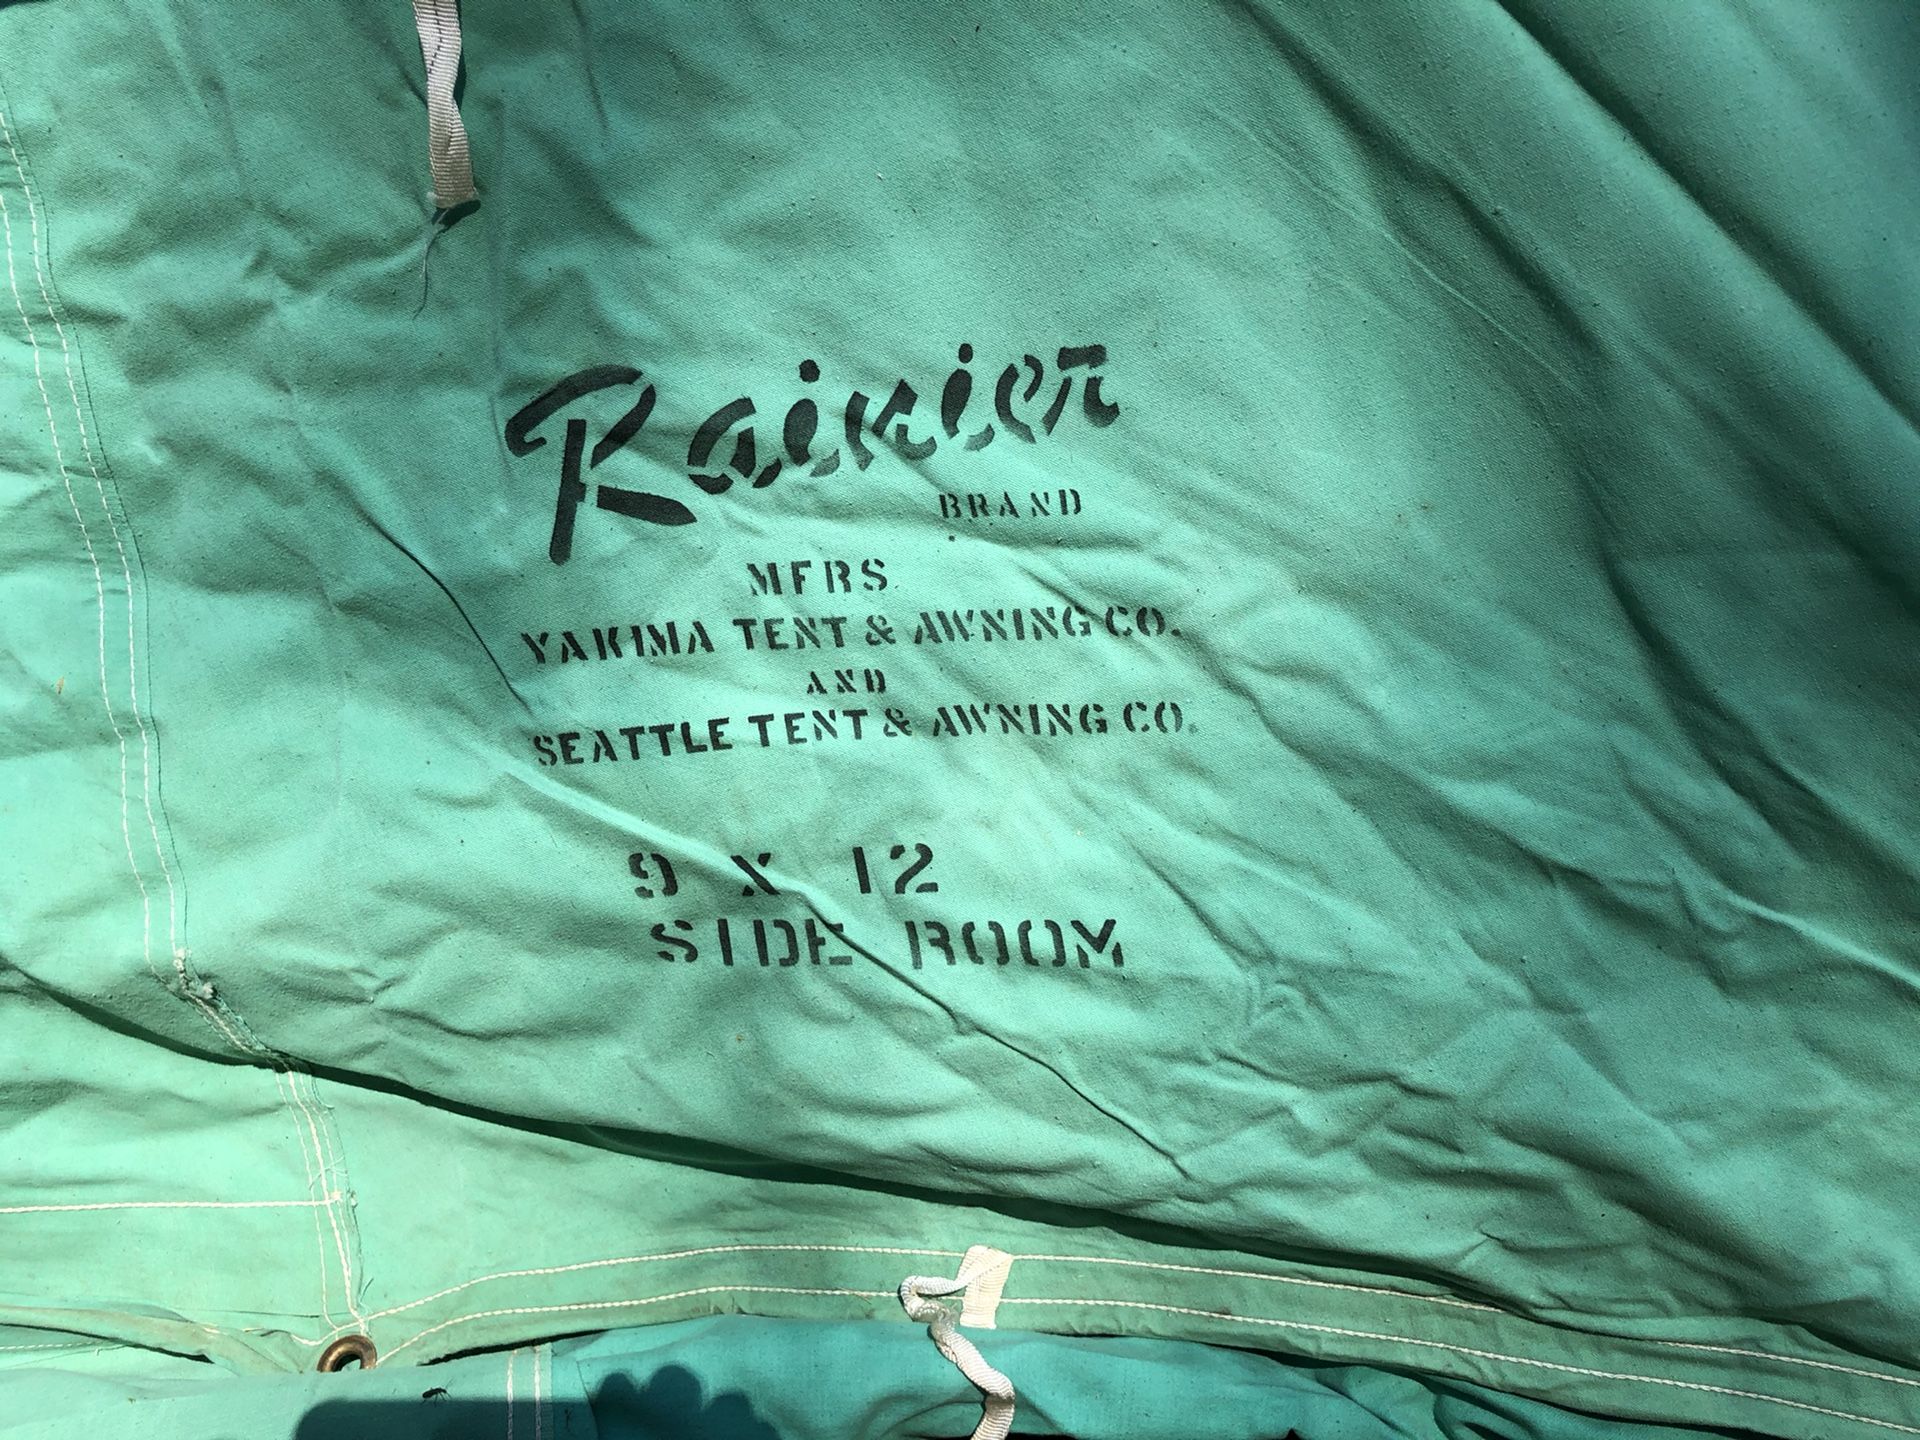 Rainier
BRAND
MFRS
YAKIMA TENT & AWNING CO.
AND
SEATTLE TENT & AWNING CO.
9 X 12
SIDE ROOM